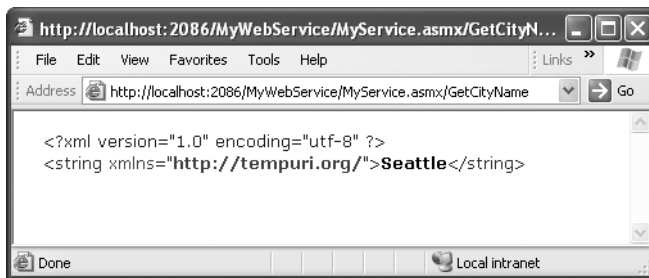 http://localhost:2086/MyWebService/MyService.asmx/GetCityN...
File Edit View Favorites Tools Help Links »
Address http://localhost:2086/MyWebService/MyService.asmx/GetCityName Go
<?xml version="1.0" encoding="utf-8" ?>
<string xmlns="http://tempuri.org/">Seattle</string>
Done Local intranet